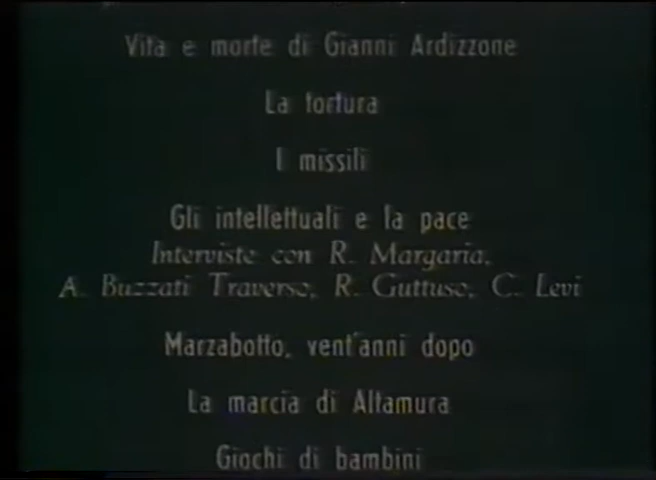 Vita e morte di Gianni Ardizzone
La tortura
I missili
Gli intellettuali e la pace
Interviste con R. Margaria,
A. Buzzati Traverso, R. Guttuso, C. Levi
Marzabotto, vent'anni dopo
La marcia di Altamura
Giochi di bambini